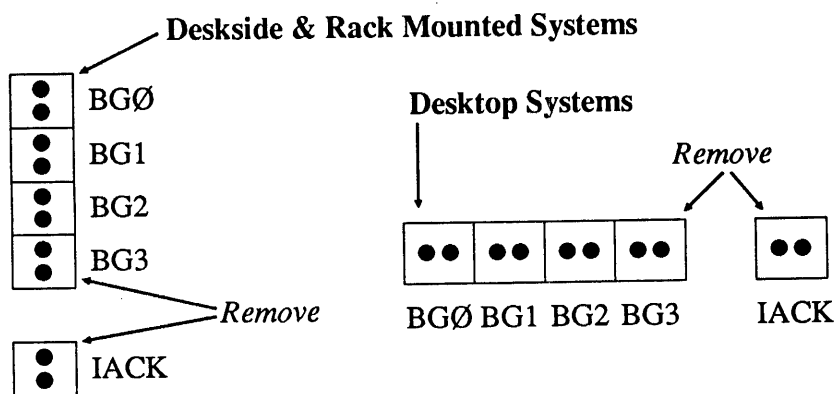 Deskside & Rack Mounted Systems
BGØ
BG1
BG2
BG3
Remove
IACK
Desktop Systems
Remove
BGØ BG1 BG2 BG3 IACK